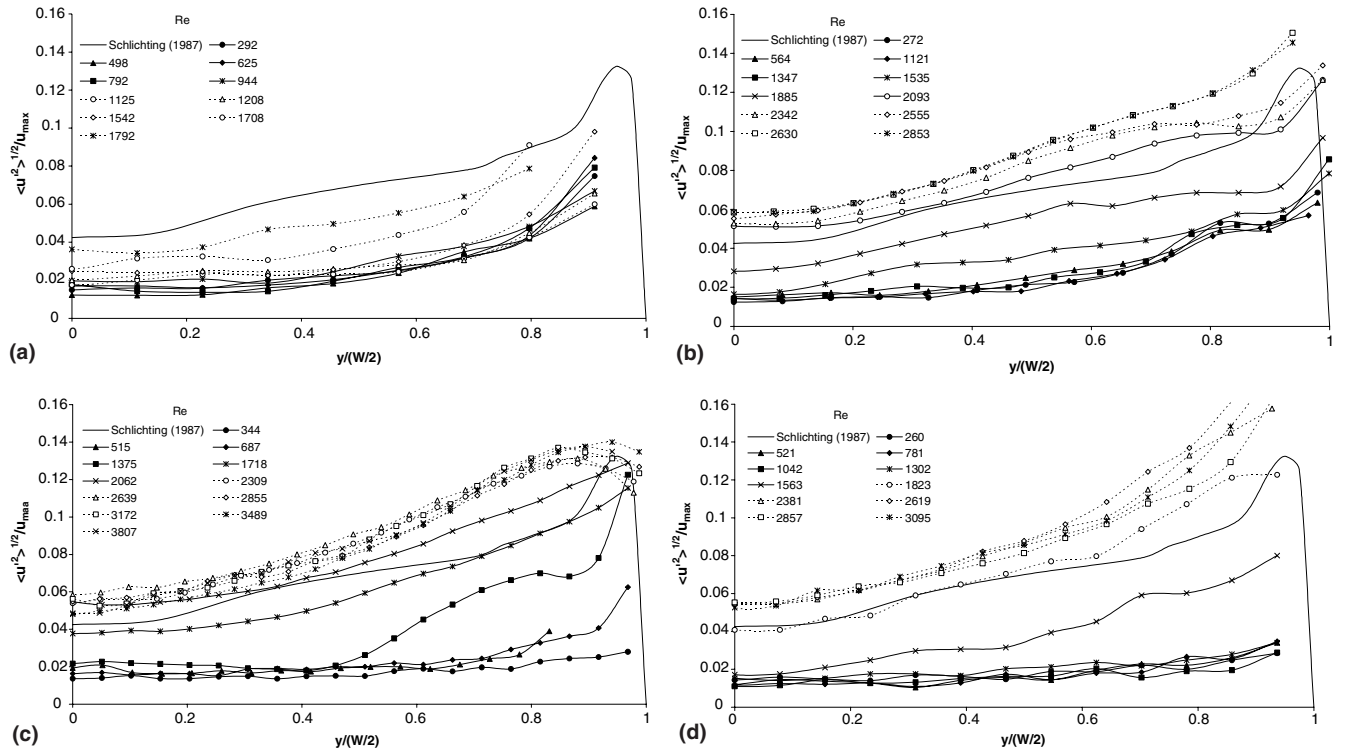 0.16
0.14
0.12
0.1
0.08
0.06
0.04
0.02
0
<u'²>¹/²/uₘₐₓ
Re
Schlichting (1987) 292
498 625
792 944
1125 1208
1542 1708
1792
0 0.2 0.4 0.6 0.8 1
y/(W/2)
(a)
0.16
0.14
0.12
0.1
0.08
0.06
0.04
0.02
0
<u'²>¹/²/uₘₐₓ
Re
Schlichting (1987) 272
564 1121
1347 1535
1885 2093
2342 2555
2630 2853
0 0.2 0.4 0.6 0.8 1
y/(W/2)
(b)
0.16
0.14
0.12
0.1
0.08
0.06
0.04
0.02
0
<u'²>¹/²/uₘₐₐ
Re
Schlichting (1987) 344
515 687
1375 1718
2062 2309
2639 2855
3172 3489
3807
0 0.2 0.4 0.6 0.8 1
y/(W/2)
(c)
0.16
0.14
0.12
0.1
0.08
0.06
0.04
0.02
0
<u'²>¹/²/uₘₐₓ
Re
Schlichting (1987) 260
521 781
1042 1302
1563 1823
2381 2619
2857 3095
0 0.2 0.4 0.6 0.8 1
y/(W/2)
(d)